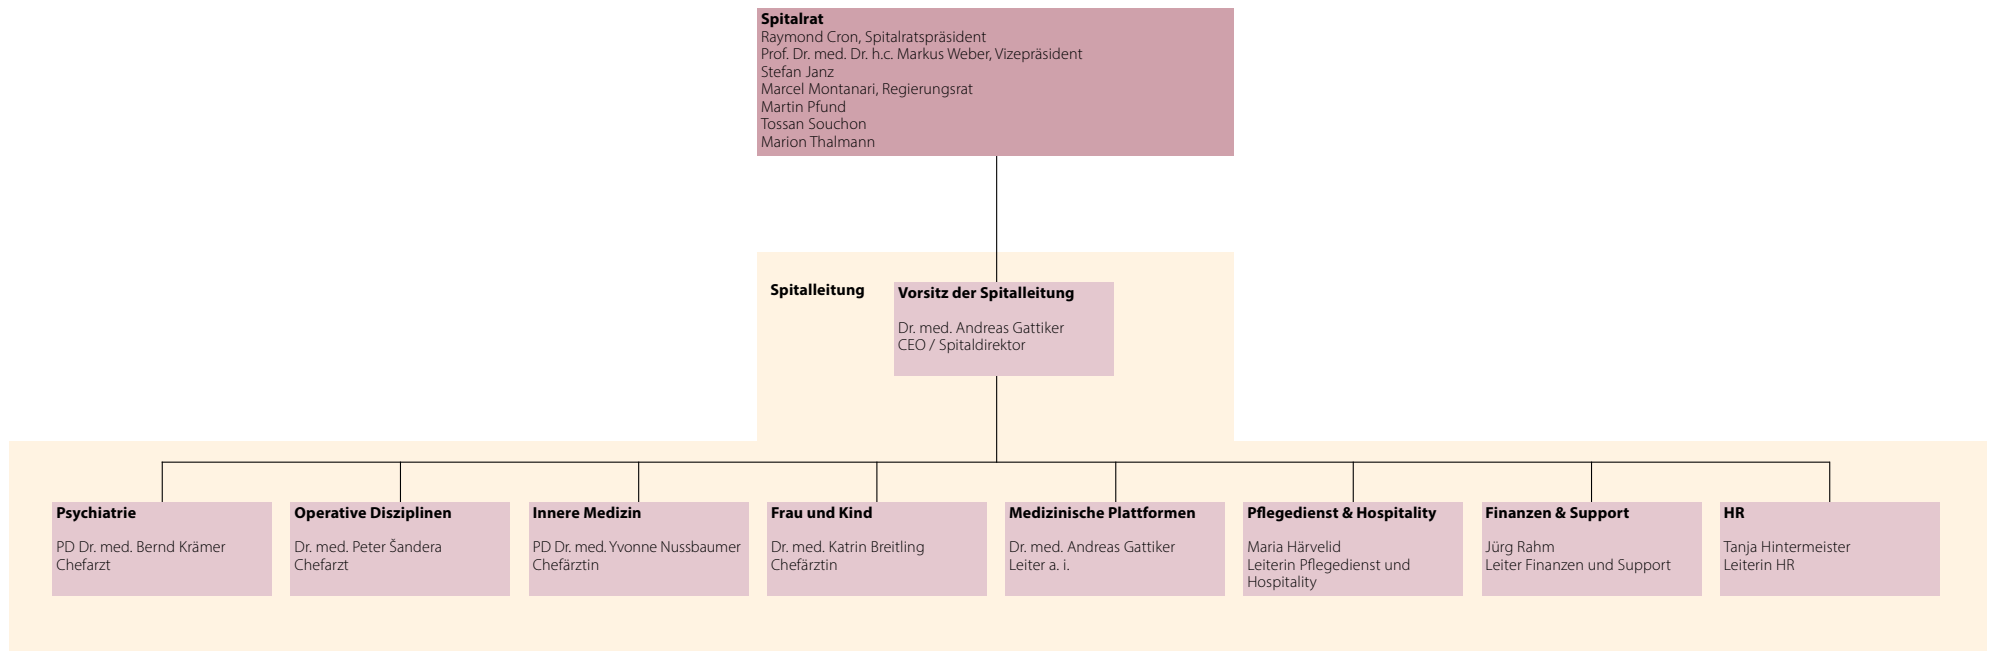 Spitalrat
Raymond Cron, Spitalratspräsident
Prof. Dr. med. Dr. h.c. Markus Weber, Vizepräsident
Stefan Janz
Marcel Montanari, Regierungsrat
Martin Pfund
Tossan Souchon
Marion Thalmann
Spitalleitung
Vorsitz der Spitalleitung
Dr. med. Andreas Gattiker
CEO / Spitaldirektor
Psychiatrie
PD Dr. med. Bernd Krämer
Chefarzt
Operative Disziplinen
Dr. med. Peter Šandera
Chefarzt
Innere Medizin
PD Dr. med. Yvonne Nussbaumer
Chefärztin
Frau und Kind
Dr. med. Katrin Breitling
Chefärztin
Medizinische Plattformen
Dr. med. Andreas Gattiker
Leiter a. i.
Pflegedienst & Hospitality
Maria Härvelid
Leiterin Pflegedienst und
Hospitality
Finanzen & Support
Jürg Rahm
Leiter Finanzen und Support
HR
Tanja Hintermeister
Leiterin HR